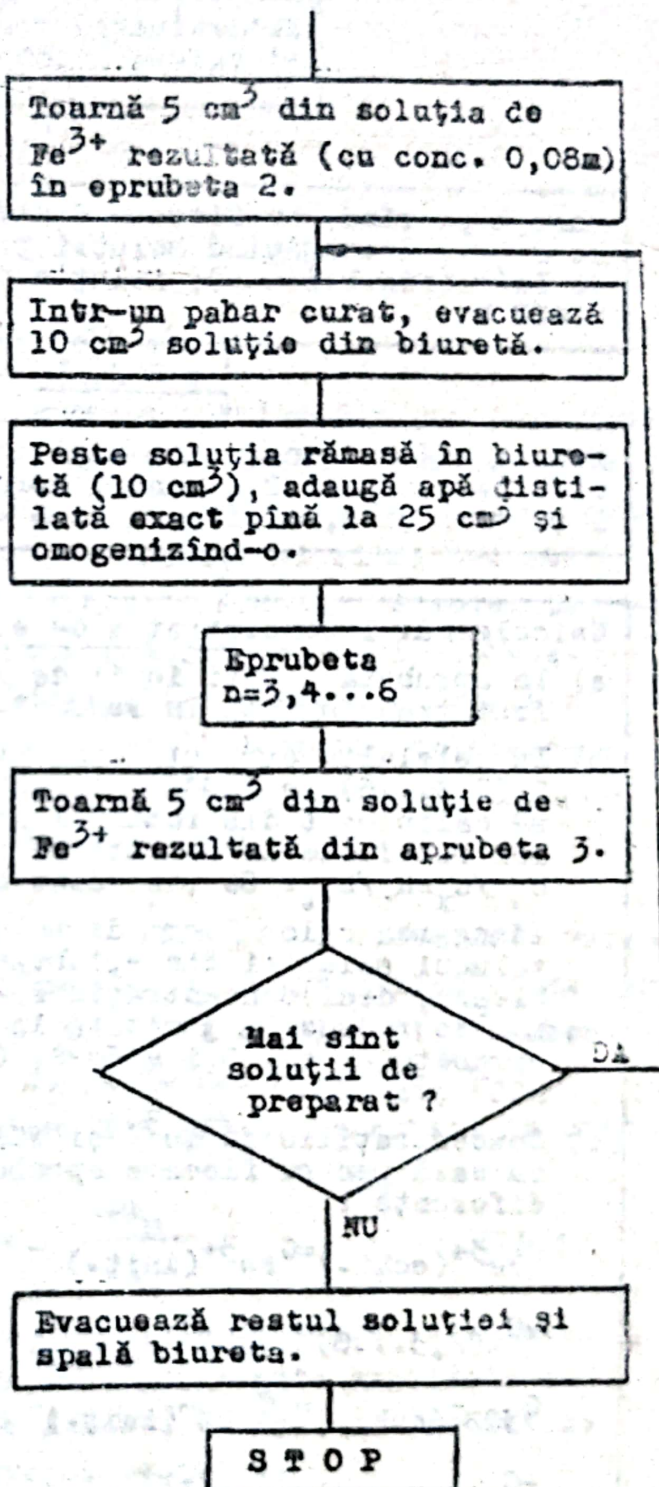 Toarnă 5 cm³ din soluția de
Fe³⁺ rezultată (cu conc. 0,08m)
în eprubeta 2.
Intr-un pahar curat, evacuează
10 cm³ soluție din biuretă.
Peste soluția rămasă în biure-
tă (10 cm³), adaugă apă disti-
lată exact pînă la 25 cm³ și
omogenizînd-o.
Eprubeta
n=3,4...6
Toarnă 5 cm³ din soluție de
Fe³⁺ rezultată din aprubeta 3.
Mai sînt
soluții de
preparat ?
DA
NU
Evacuează restul soluției și
spală biureta.
S T O P